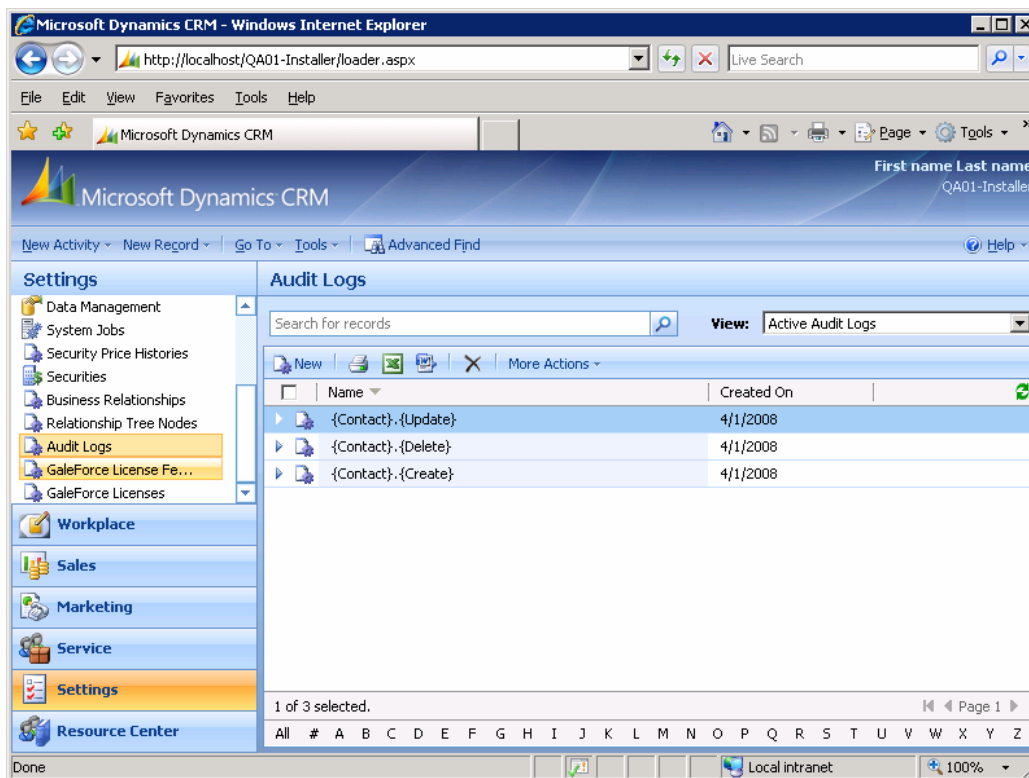 Microsoft Dynamics CRM - Windows Internet Explorer
http://localhost/QA01-Installer/loader.aspx
Live Search
File Edit View Favorites Tools Help
Microsoft Dynamics CRM
Page Tools »
First name Last name
QA01-Installer
Microsoft Dynamics CRM
New Activity New Record Go To Tools Advanced Find Help
Settings
Data Management
System Jobs
Security Price Histories
Securities
Business Relationships
Relationship Tree Nodes
Audit Logs
GaleForce License Fe...
GaleForce Licenses
Workplace
Sales
Marketing
Service
Settings
Resource Center
Audit Logs
Search for records
View: Active Audit Logs
New More Actions
Name Created On
{Contact}.{Update} 4/1/2008
{Contact}.{Delete} 4/1/2008
{Contact}.{Create} 4/1/2008
1 of 3 selected. Page 1
All # A B C D E F G H I J K L M N O P Q R S T U V W X Y Z
Done Local intranet 100%